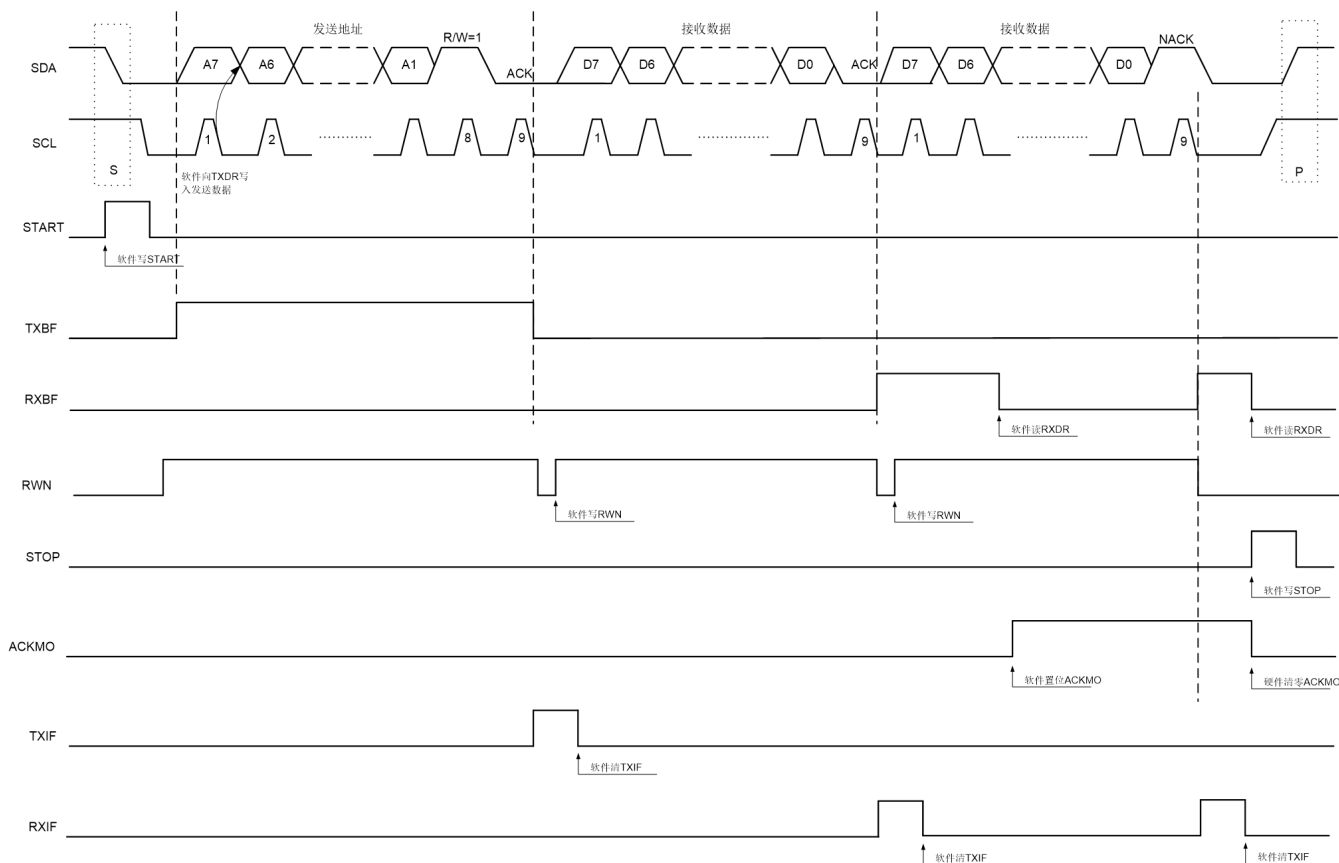 发送地址
接收数据
接收数据
R/W=1
NACK
SDA
A7
A6
A1
ACK
D7
D6
D0
ACK
D7
D6
D0
SCL
1
2
8
9
1
9
1
9
S
P
软件向TXDR写
入发送数据
START
软件写START
TXBF
RXBF
软件读RXDR
软件读RXDR
RWN
软件写RWN
软件写RWN
STOP
软件写STOP
ACKMO
软件置位ACKMO
硬件清零ACKMO
TXIF
软件清TXIF
RXIF
软件清TXIF
软件清TXIF